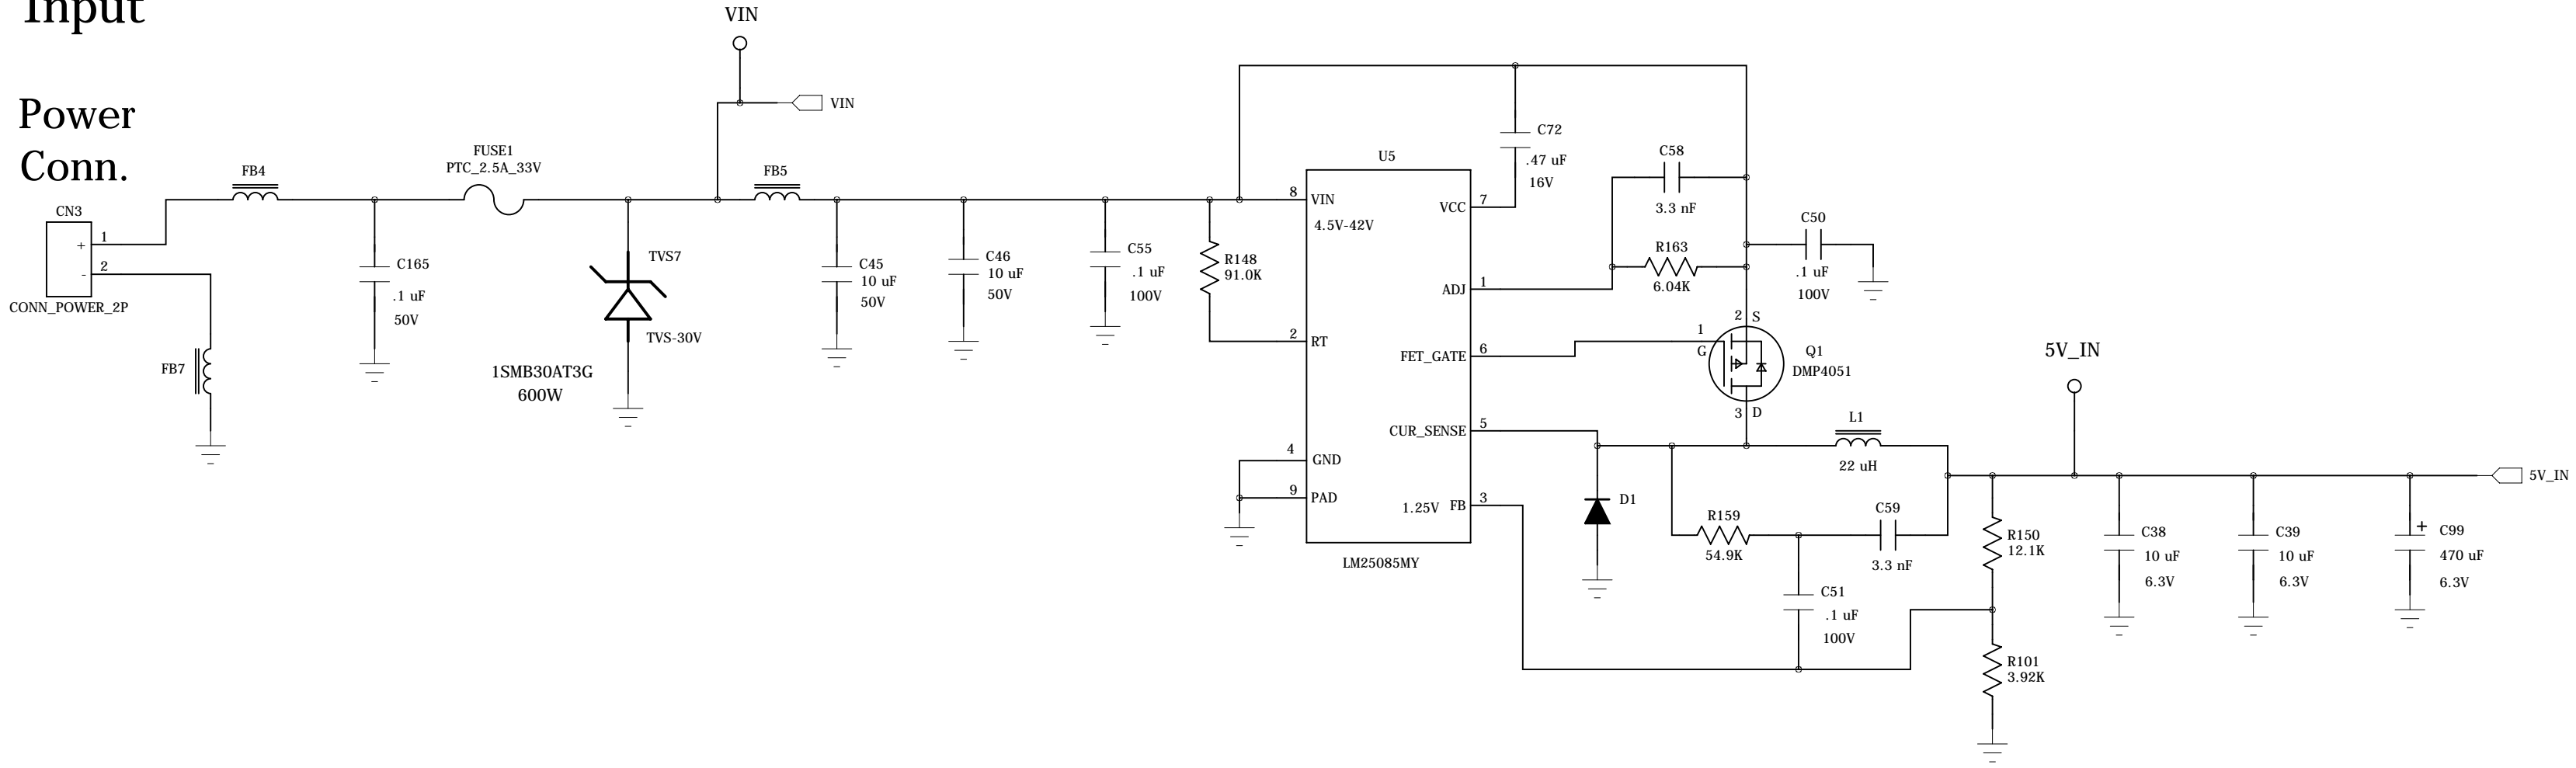 Input
Power
Conn.
CN3
+
1
-
2
CONN_POWER_2P
FB4
FB7
C165
.1 uF
50V
FUSE1
PTC_2.5A_33V
TVS7
TVS-30V
1SMB30AT3G
600W
VIN
VIN
FB5
C45
10 uF
50V
C46
10 uF
50V
C55
.1 uF
100V
R148
91.0K
U5
8
VIN
4.5V-42V
2
RT
4
GND
9
PAD
VCC
7
ADJ
1
FET_GATE
6
CUR_SENSE
5
1.25V
FB
3
LM25085MY
C72
.47 uF
16V
C58
3.3 nF
R163
6.04K
C50
.1 uF
100V
2
S
1
G
Q1
DMP4051
3
D
D1
L1
22 uH
R159
54.9K
C59
3.3 nF
C51
.1 uF
100V
R150
12.1K
R101
3.92K
5V_IN
C38
10 uF
6.3V
C39
10 uF
6.3V
+
C99
470 uF
6.3V
5V_IN